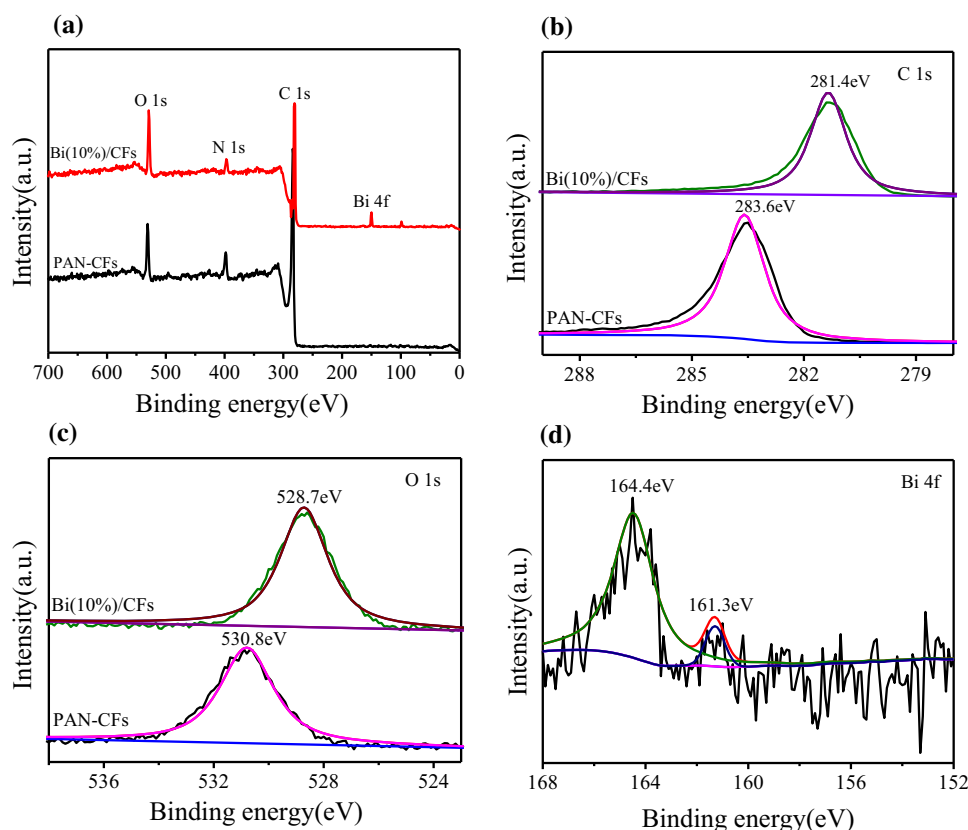 (a)
O 1s
C 1s
N 1s
Bi(10%)/CFs
Bi 4f
PAN-CFs
Intensity(a.u.)
700 600 500 400 300 200 100 0
Binding energy(eV)
(b)
C 1s
281.4eV
Bi(10%)/CFs
283.6eV
PAN-CFs
Intensity(a.u.)
288 285 282 279
Binding energy(eV)
(c)
O 1s
528.7eV
Bi(10%)/CFs
530.8eV
PAN-CFs
Intensity(a.u.)
536 532 528 524
Binding energy(eV)
(d)
Bi 4f
164.4eV
161.3eV
Intensity(a.u.)
168 164 160 156 152
Binding energy(eV)